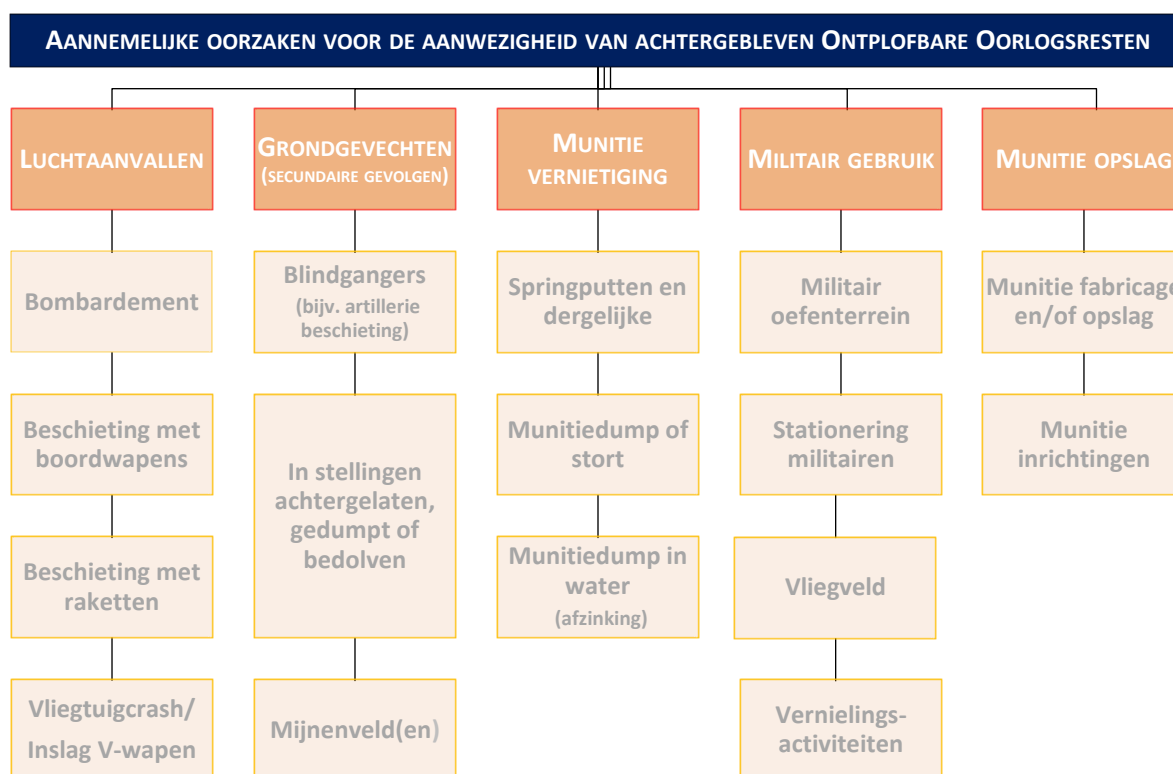 AANNEMELIJKE OORZAKEN VOOR DE AANWEZIGHEID VAN ACHTERGEBLEVEN ONTPLOFBARE OORLOGSRESTEN
LUCHTAANVALLEN
Bombardement
Beschieting met
boordwapens
Beschieting met
raketten
Vliegtuigcrash/
Inslag V-wapen
GRONDGEVECHTEN
(SECUNDAIRE GEVOLGEN)
Blindgangers
(bijv. artillerie
beschieting)
In stellingen
achtergelaten,
gedumpt of
bedolven
Mijnenveld(en)
MUNITIE
VERNIETIGING
Springputten en
dergelijke
Munitiedump of
stort
Munitiedump in
water
(afzinking)
MILITAIR GEBRUIK
Militair
oefenterrein
Stationering
militairen
Vliegveld
Vernielings-
activiteiten
MUNITIE OPSLAG
Munitie fabricage
en/of opslag
Munitie
inrichtingen